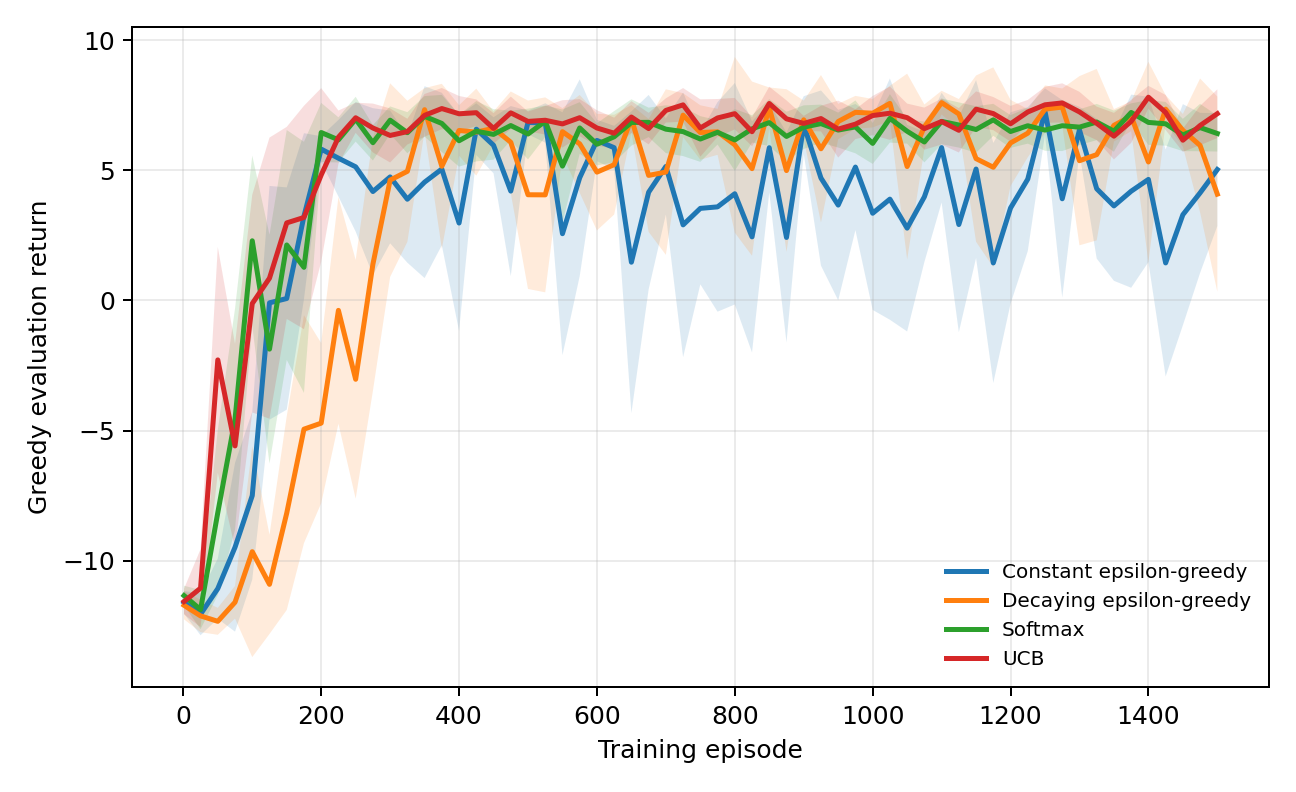 10
5
0
−5
−10
Greedy evaluation return
0
200
400
600
800
1000
1200
1400
Training episode
Constant epsilon-greedy
Decaying epsilon-greedy
Softmax
UCB